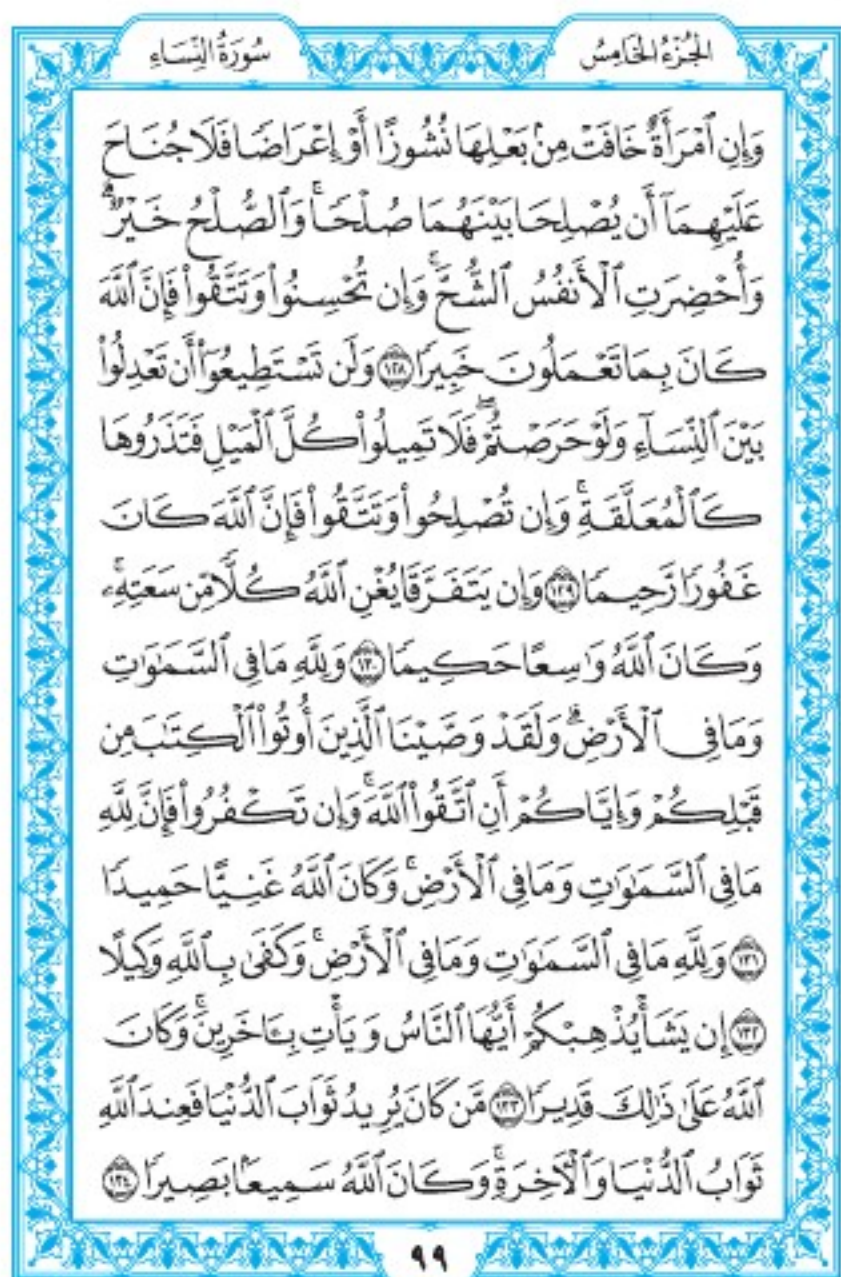 الجُزْءُ الخَامِسُ سُورَةُ النِّسَاءِ
وَإِنِ ٱمْرَأَةٌ خَافَتْ مِنۢ بَعْلِهَا نُشُوزًا أَوْ إِعْرَاضًا فَلَا جُنَاحَ
عَلَيْهِمَآ أَن يُصْلِحَا بَيْنَهُمَا صُلْحًاۚ وَٱلصُّلْحُ خَيْرٌۗ
وَأُحْضِرَتِ ٱلْأَنفُسُ ٱلشُّحَّۚ وَإِن تُحْسِنُوا۟ وَتَتَّقُوا۟ فَإِنَّ ٱللَّهَ
كَانَ بِمَا تَعْمَلُونَ خَبِيرًا ١٢٨ وَلَن تَسْتَطِيعُوٓا۟ أَن تَعْدِلُوا۟
بَيْنَ ٱلنِّسَآءِ وَلَوْ حَرَصْتُمْۖ فَلَا تَمِيلُوا۟ كُلَّ ٱلْمَيْلِ فَتَذَرُوهَا
كَٱلْمُعَلَّقَةِۚ وَإِن تُصْلِحُوا۟ وَتَتَّقُوا۟ فَإِنَّ ٱللَّهَ كَانَ
غَفُورًا رَّحِيمًا ١٢٩ وَإِن يَتَفَرَّقَا يُغْنِ ٱللَّهُ كُلًّا مِّن سَعَتِهِۦۚ
وَكَانَ ٱللَّهُ وَٰسِعًا حَكِيمًا ١٣٠ وَلِلَّهِ مَا فِى ٱلسَّمَٰوَٰتِ
وَمَا فِى ٱلْأَرْضِۗ وَلَقَدْ وَصَّيْنَا ٱلَّذِينَ أُوتُوا۟ ٱلْكِتَٰبَ مِن
قَبْلِكُمْ وَإِيَّاكُمْ أَنِ ٱتَّقُوا۟ ٱللَّهَۚ وَإِن تَكْفُرُوا۟ فَإِنَّ لِلَّهِ
مَا فِى ٱلسَّمَٰوَٰتِ وَمَا فِى ٱلْأَرْضِۚ وَكَانَ ٱللَّهُ غَنِيًّا حَمِيدًا
١٣١ وَلِلَّهِ مَا فِى ٱلسَّمَٰوَٰتِ وَمَا فِى ٱلْأَرْضِۚ وَكَفَىٰ بِٱللَّهِ وَكِيلًا
١٣٢ إِن يَشَأْ يُذْهِبْكُمْ أَيُّهَا ٱلنَّاسُ وَيَأْتِ بِـَٔاخَرِينَۚ وَكَانَ
ٱللَّهُ عَلَىٰ ذَٰلِكَ قَدِيرًا ١٣٣ مَّن كَانَ يُرِيدُ ثَوَابَ ٱلدُّنْيَا فَعِندَ ٱللَّهِ
ثَوَابُ ٱلدُّنْيَا وَٱلْـَٔاخِرَةِۚ وَكَانَ ٱللَّهُ سَمِيعًۢا بَصِيرًا ١٣٤
٩٩